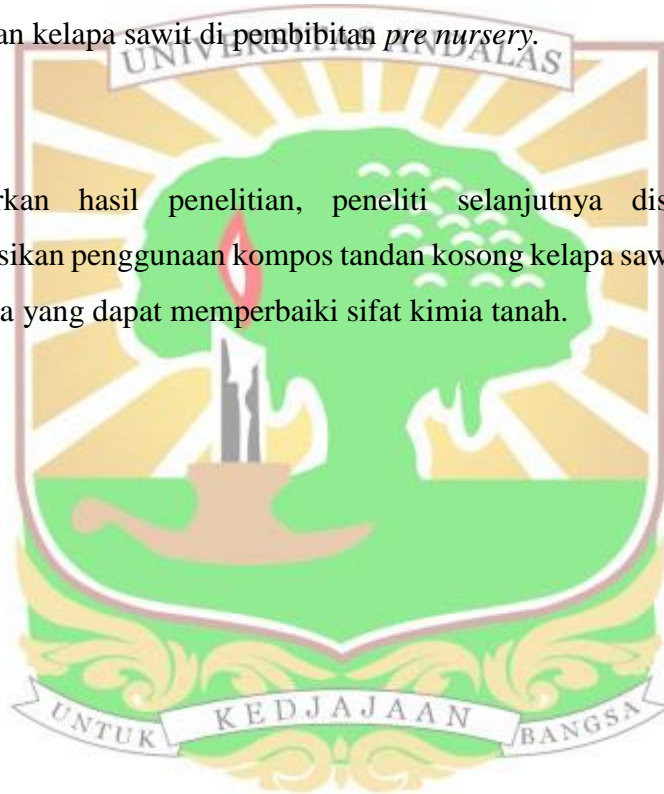 an kelapa sawit di pembibitan pre nursery.
UNIVERSITAS ANDALAS
rkan hasil penelitian, peneliti selanjutnya dis
sikan penggunaan kompos tandan kosong kelapa saw
a yang dapat memperbaiki sifat kimia tanah.
UNTUK KEDJAJAAN BANGSA